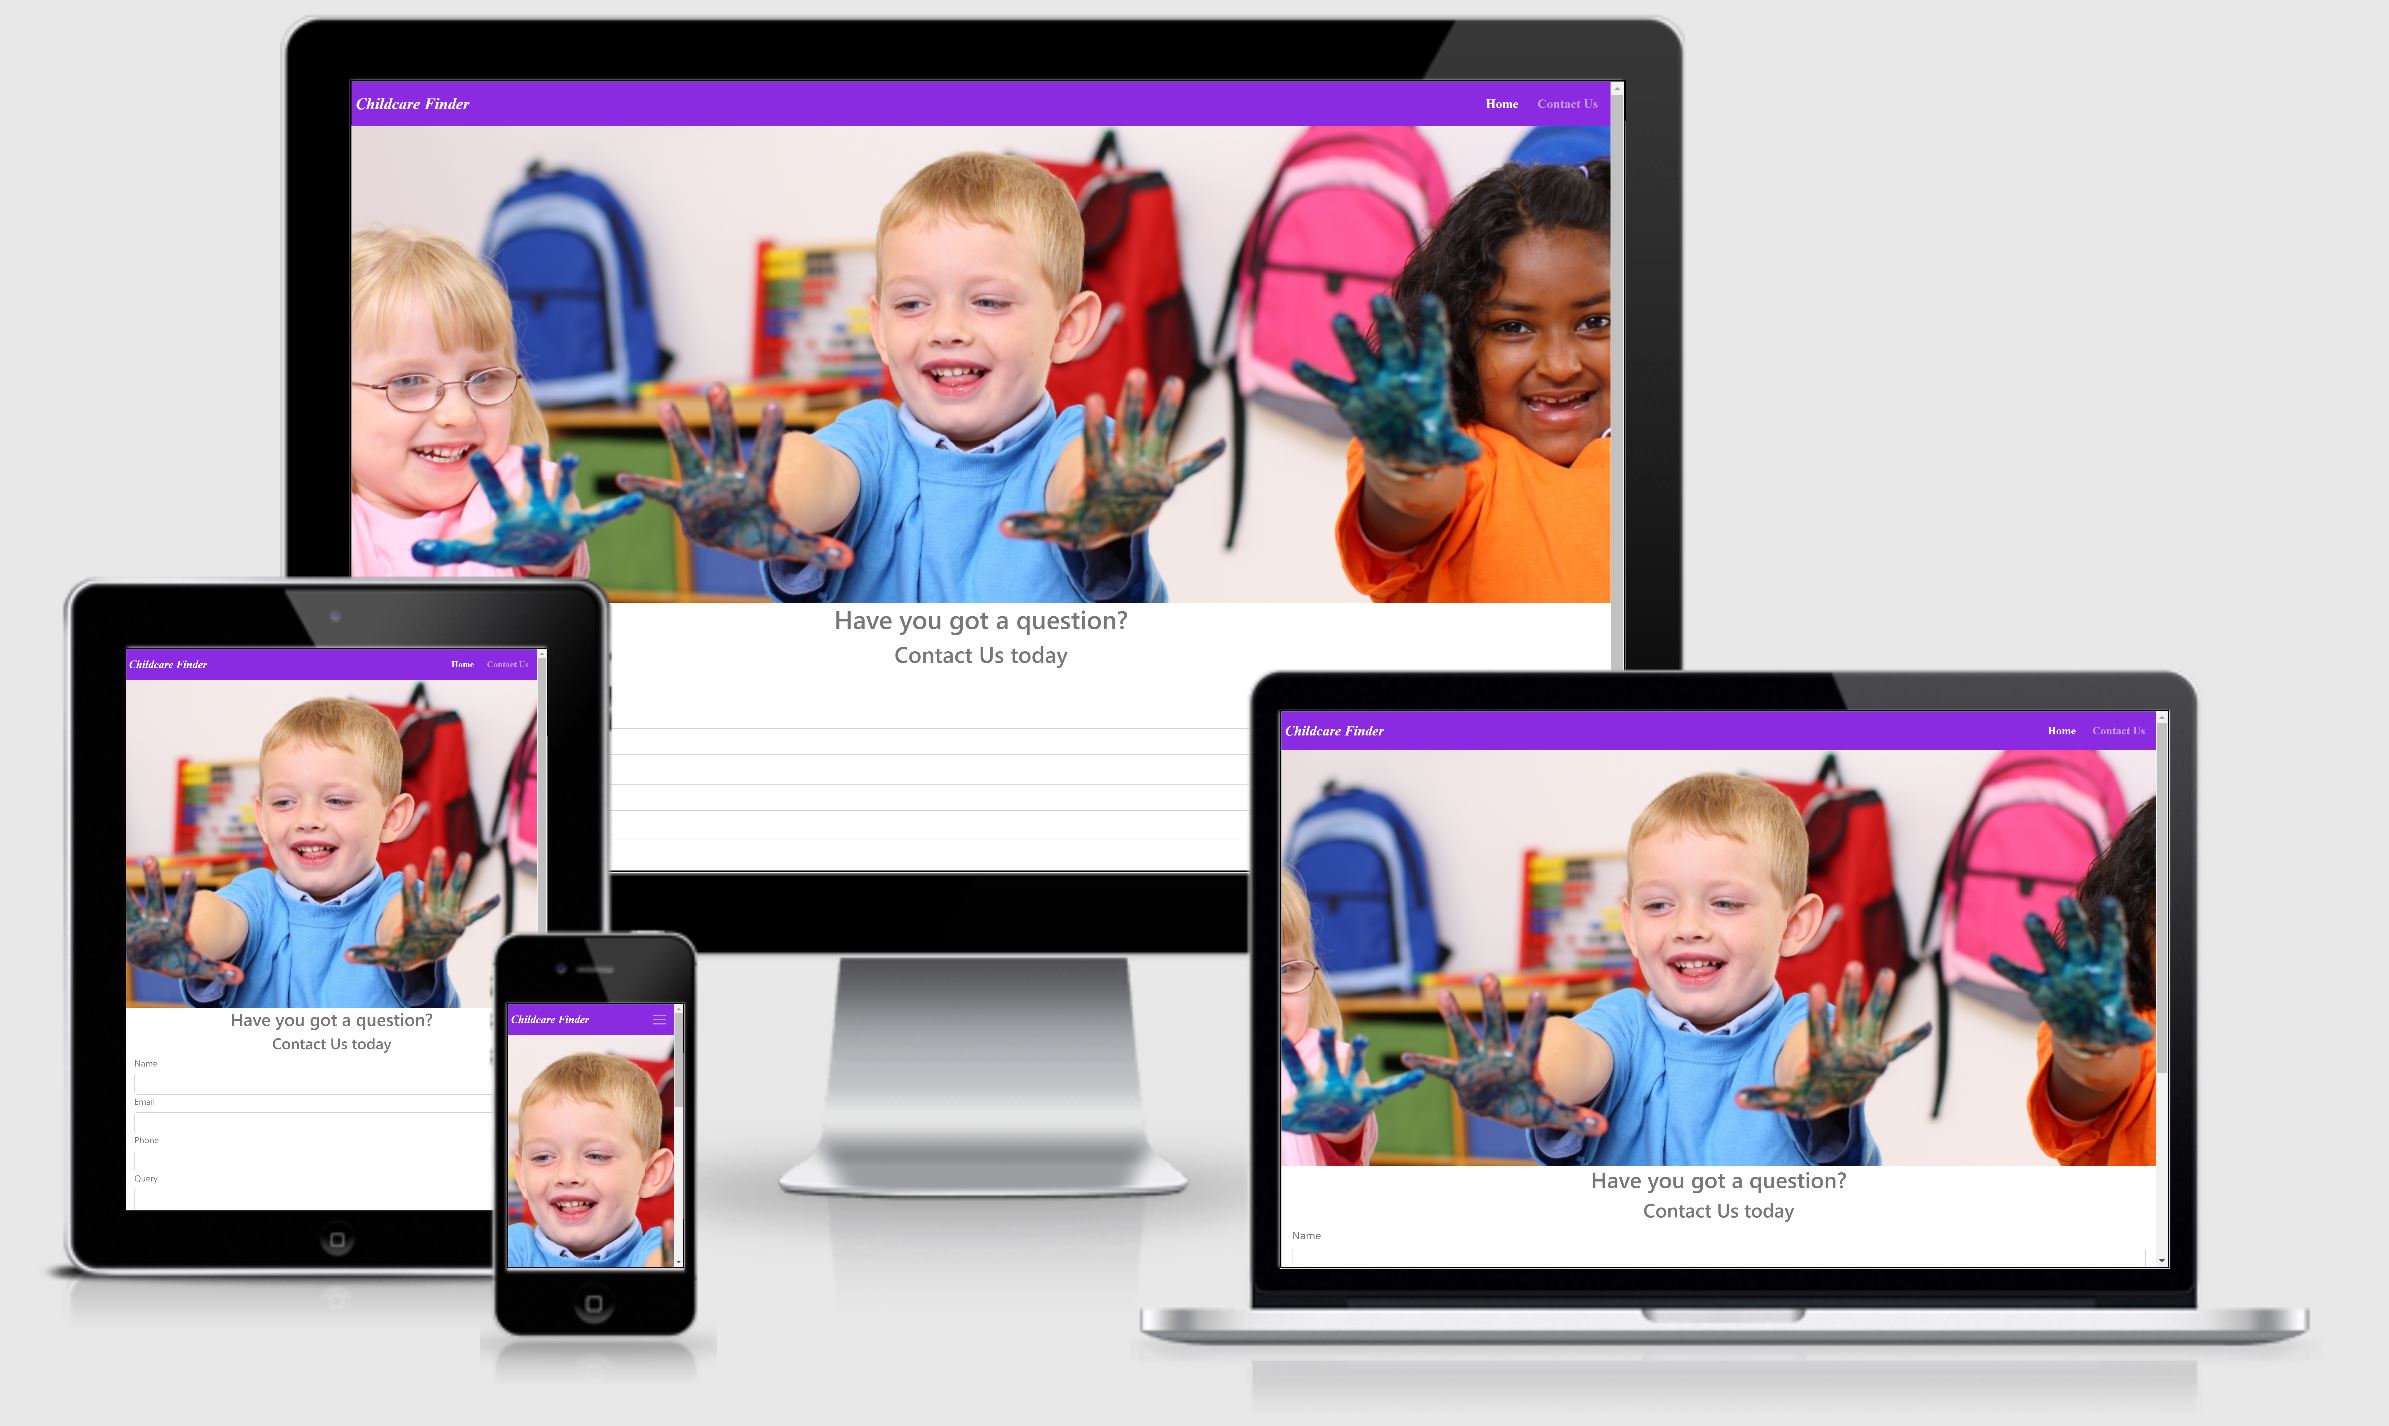 Childcare Finder
Home Contact Us
Have you got a question?
Contact Us today
Childcare Finder
Home Contact Us
Have you got a question?
Contact Us today
Name
Email
Phone
Query
Childcare Finder
Childcare Finder
Home Contact Us
Have you got a question?
Contact Us today
Name